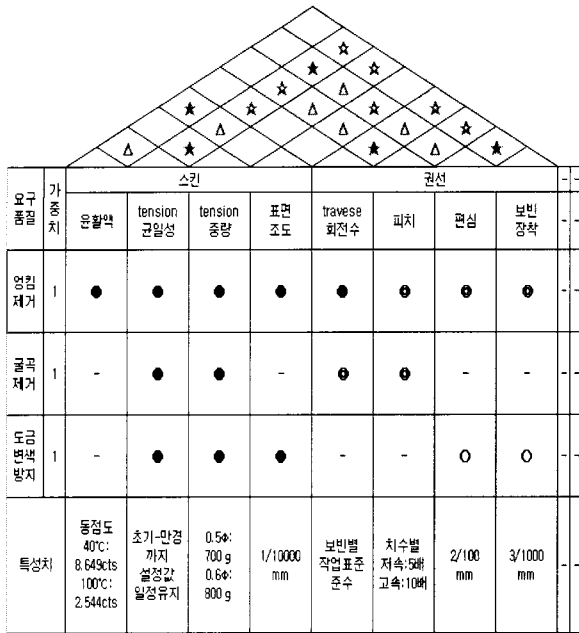 스킨
권선
요구
품질
가
중
치
윤활액
tension
균일성
tension
중량
표면
조도
travese
회전수
피치
편심
보빈
장착
엉킴
제거
1
굴곡
제거
1
-
-
-
-
도금
변색
방지
1
-
-
-
특성치
동점도
40℃:
8.649cts
100℃:
2.544cts
초기-만경
까지
설정값
일정유지
0.5Φ:
700 g
0.6Φ:
800 g
1/10000
mm
보빈별
작업표준
준수
치수별
저속:5배
고속:10배
2/100
mm
3/1000
mm